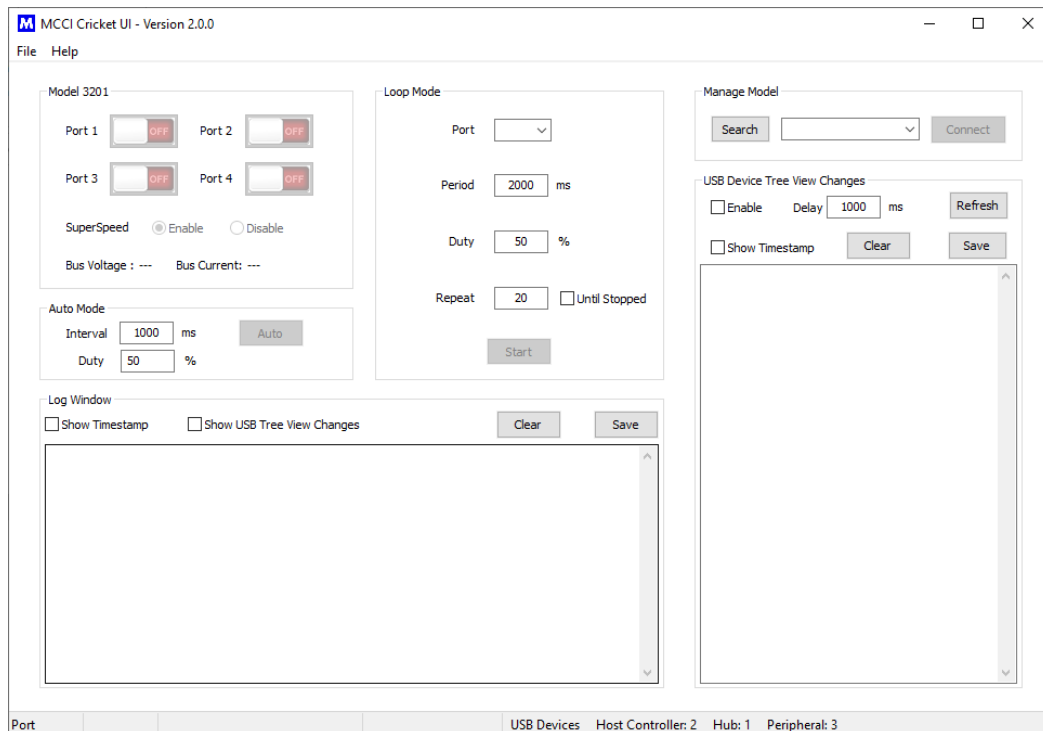 MCCI Cricket UI - Version 2.0.0
File Help
Model 3201
Port 1 OFF Port 2 OFF
Port 3 OFF Port 4 OFF
SuperSpeed Enable Disable
Bus Voltage : --- Bus Current: ---
Auto Mode
Interval 1000 ms Auto
Duty 50 %
Loop Mode
Port
Period 2000 ms
Duty 50 %
Repeat 20 Until Stopped
Start
Manage Model
Search Connect
USB Device Tree View Changes
Enable Delay 1000 ms Refresh
Show Timestamp Clear Save
Log Window
Show Timestamp Show USB Tree View Changes Clear Save
Port USB Devices Host Controller: 2 Hub: 1 Peripheral: 3